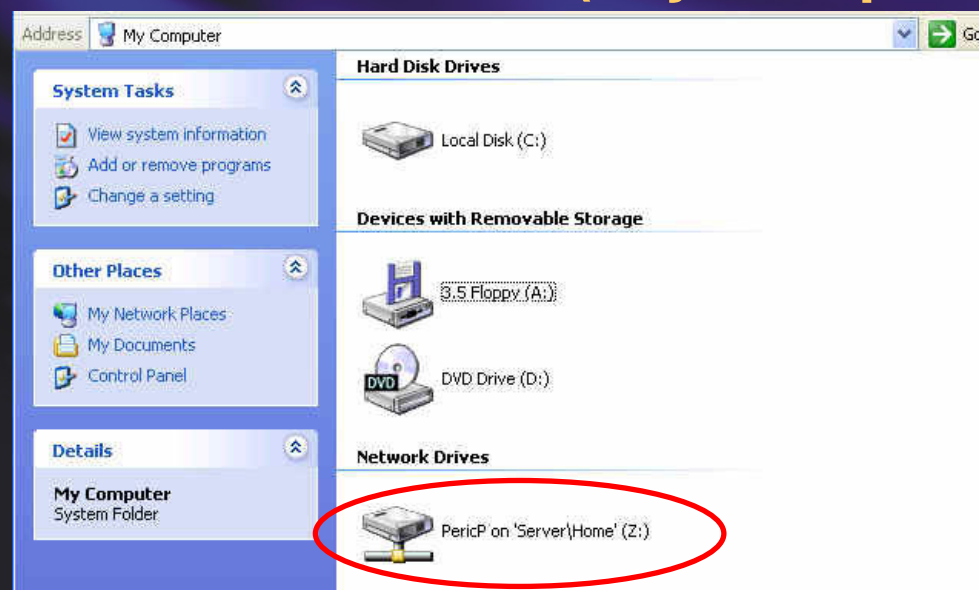 Address My Computer Go
System Tasks
View system information
Add or remove programs
Change a setting
Other Places
My Network Places
My Documents
Control Panel
Details
My Computer
System Folder
Hard Disk Drives
Local Disk (C:)
Devices with Removable Storage
3.5 Floppy (A:)
DVD
DVD Drive (D:)
Network Drives
PericP on 'Server\Home' (Z:)